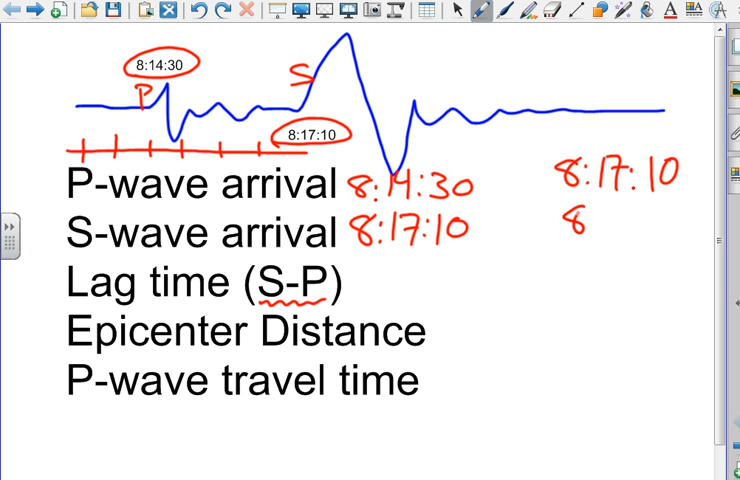 8:14:30
P
S
8:17:10
P-wave arrival 8:14:30 8:17:10
S-wave arrival 8:17:10 8
Lag time (S-P)
Epicenter Distance
P-wave travel time